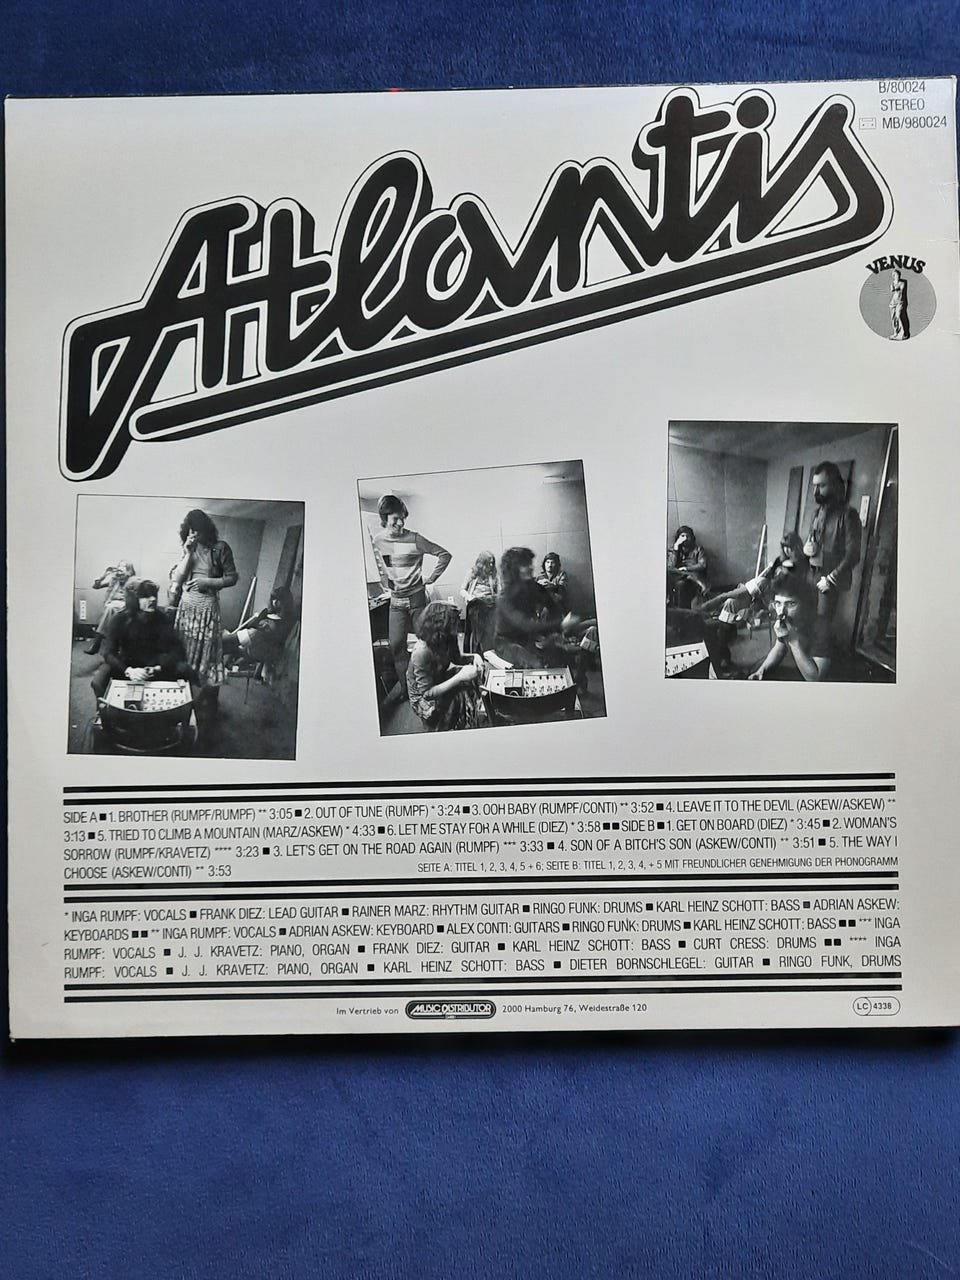 B/80024
STEREO
MB/980024
Atlantis
VENUS
SIDE A ■ 1. BROTHER (RUMPF/RUMPF) ** 3:05 ■ 2. OUT OF TUNE (RUMPF) * 3:24 ■ 3. OOH BABY (RUMPF/CONTI) ** 3:52 ■ 4. LEAVE IT TO THE DEVIL (ASKEW/ASKEW) **
3:13 ■ 5. TRIED TO CLIMB A MOUNTAIN (MARZ/ASKEW) * 4:33 ■ 6. LET ME STAY FOR A WHILE (DIEZ) * 3:58 ■■ SIDE B ■ 1. GET ON BOARD (DIEZ) * 3:45 ■ 2. WOMAN'S
SORROW (RUMPF/KRAVETZ) **** 3:23 ■ 3. LET'S GET ON THE ROAD AGAIN (RUMPF) *** 3:33 ■ 4. SON OF A BITCH'S SON (ASKEW/CONTI) ** 3:51 ■ 5. THE WAY I
CHOOSE (ASKEW/CONTI) ** 3:53 SEITE A: TITEL 1, 2, 3, 4, 5 + 6; SEITE B: TITEL 1, 2, 3, 4, + 5 MIT FREUNDLICHER GENEHMIGUNG DER PHONOGRAMM
* INGA RUMPF: VOCALS ■ FRANK DIEZ: LEAD GUITAR ■ RAINER MARZ: RHYTHM GUITAR ■ RINGO FUNK: DRUMS ■ KARL HEINZ SCHOTT: BASS ■ ADRIAN ASKEW:
KEYBOARDS ■■ ** INGA RUMPF: VOCALS ■ ADRIAN ASKEW: KEYBOARD ■ ALEX CONTI: GUITARS ■ RINGO FUNK: DRUMS ■ KARL HEINZ SCHOTT: BASS ■■ *** INGA
RUMPF: VOCALS ■ J. J. KRAVETZ: PIANO, ORGAN ■ FRANK DIEZ: GUITAR ■ KARL HEINZ SCHOTT: BASS ■ CURT CRESS: DRUMS ■■ **** INGA
RUMPF: VOCALS ■ J. J. KRAVETZ: PIANO, ORGAN ■ KARL HEINZ SCHOTT: BASS ■ DIETER BORNSCHLEGEL: GUITAR ■ RINGO FUNK, DRUMS
Im Vertrieb von MUSIC DISTRIBUTOR 2000 Hamburg 76, Weidestraße 120
LC 4338